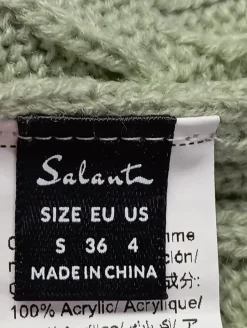 Salant
SIZE EU US
S 36 4
MADE IN CHINA
100% Acrylic/ Acrylique/